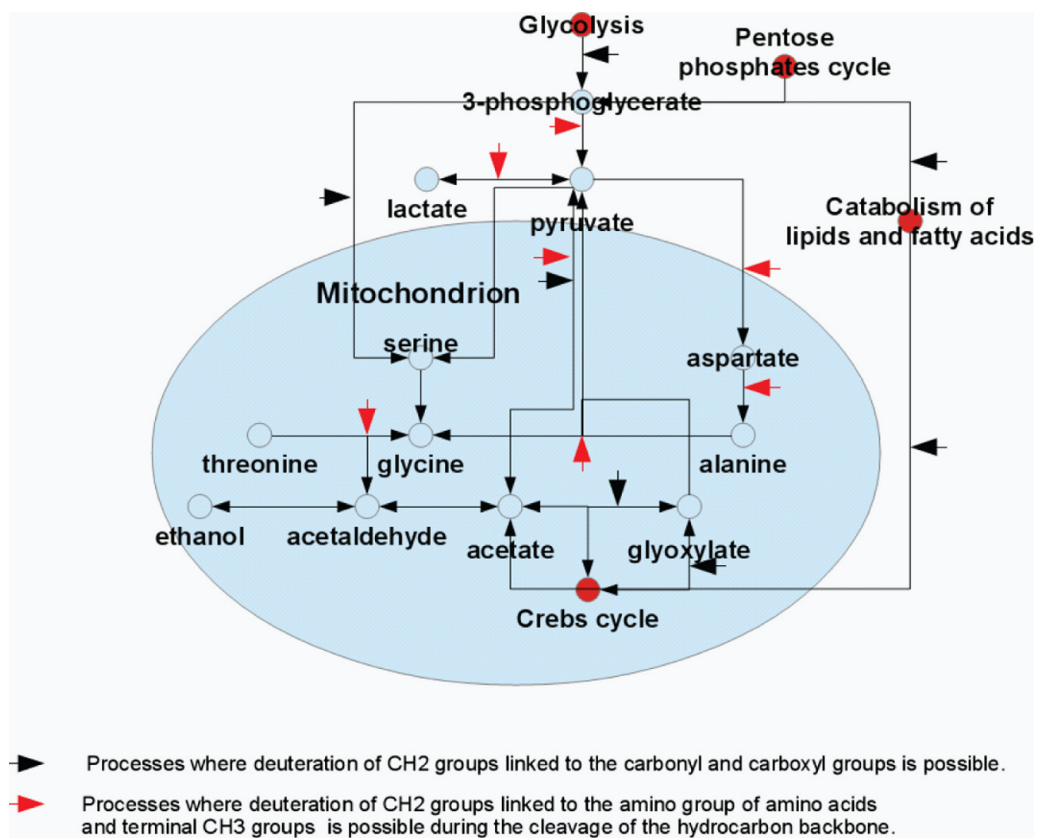 Glycolysis
Pentose
phosphates cycle
3-phosphoglycerate
lactate
pyruvate
Catabolism of
lipids and fatty acids
Mitochondrion
serine
aspartate
threonine
glycine
alanine
ethanol
acetaldehyde
acetate
glyoxylate
Crebs cycle
Processes where deuteration of CH2 groups linked to the carbonyl and carboxyl groups is possible.
Processes where deuteration of CH2 groups linked to the amino group of amino acids
and terminal CH3 groups is possible during the cleavage of the hydrocarbon backbone.